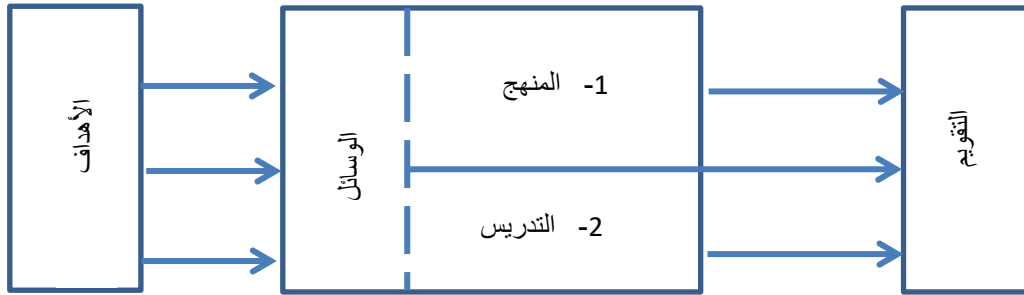 الأهداف
الوسائل
1- المنهج
2- التدريس
التقويم